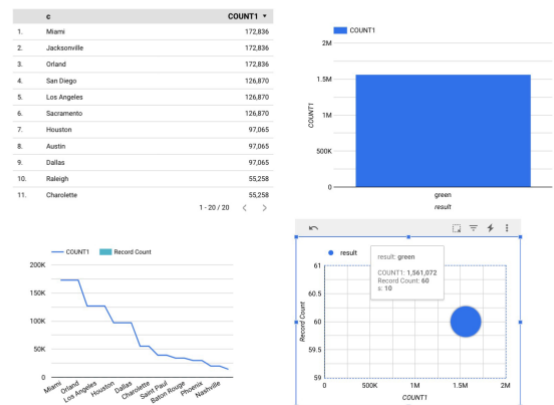 c COUNT1
1. Miami 172,836
2. Jacksonville 172,836
3. Orland 172,836
4. San Diego 126,870
5. Los Angeles 126,870
6. Sacramento 126,870
7. Houston 97,065
8. Austin 97,065
9. Dallas 97,065
10. Raleigh 55,258
11. Charolette 55,258
1 - 20 / 20 < >
COUNT1
2M
1.5M
1M
500K
0
COUNT1
green
result
COUNT1 Record Count
200K
150K
100K
50K
0
Miami
Orland
Los Angeles
Houston
Dallas
Charolette
Saint Paul
Baton Rouge
Phoenix
Nashville
result
result: green
COUNT1: 1,561,072
Record Count: 60
s: 10
61
60.5
60
59.5
59
Record Count
0 500K 1M 1.5M 2M
COUNT1